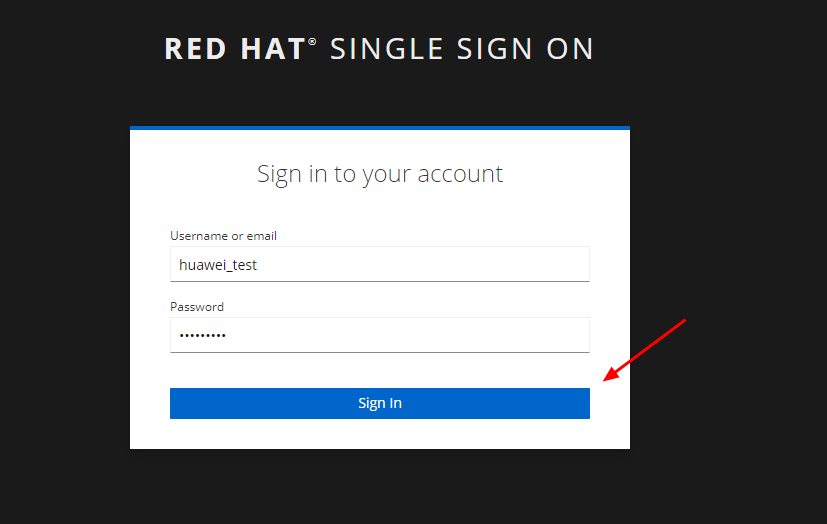 RED HAT® SINGLE SIGN ON
Sign in to your account
Username or email
huawei_test
Password
•••••••••
Sign In